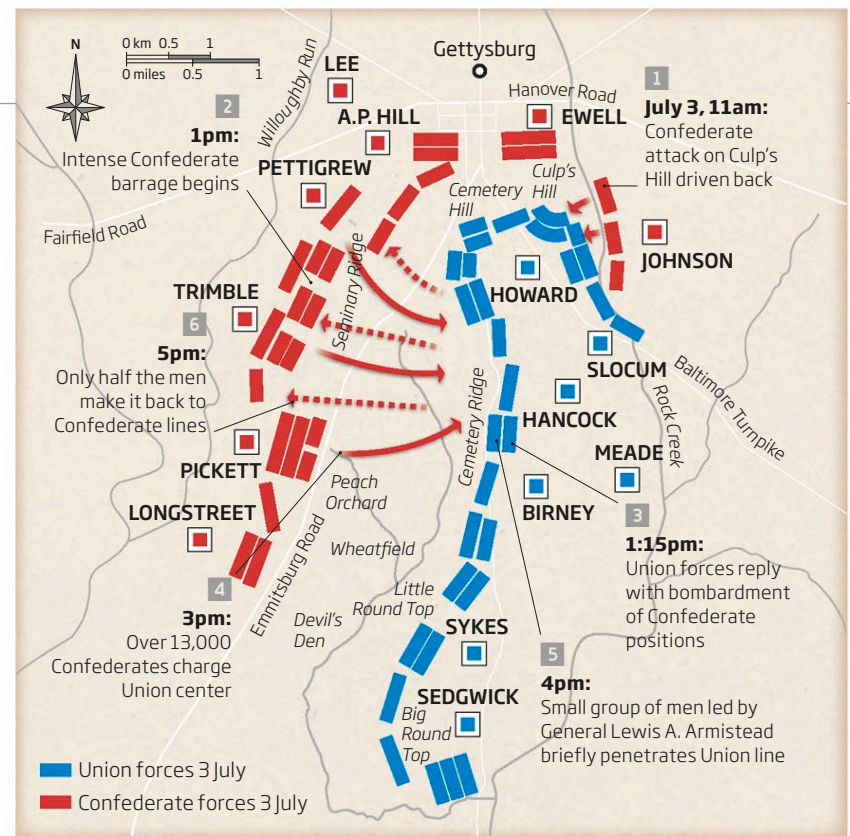 N
0 km 0.5 1
0 miles 0.5 1
Willoughby Run
LEE
Gettysburg
Hanover Road
A.P. HILL
EWELL
1
July 3, 11am:
Confederate
attack on Culp's
Hill driven back
2
1pm:
Intense Confederate
barrage begins
PETTIGREW
Culp's
Hill
Cemetery
Hill
Fairfield Road
JOHNSON
Seminary Ridge
HOWARD
TRIMBLE
6
5pm:
Only half the men
make it back to
Confederate lines
SLOCUM
Baltimore Turnpike
Rock Creek
Cemetery Ridge
HANCOCK
MEADE
PICKETT
Peach
Orchard
BIRNEY
LONGSTREET
3
1:15pm:
Union forces reply
with bombardment
of Confederate
positions
Wheatfield
Emmitsburg Road
4
3pm:
Over 13,000
Confederates charge
Union center
Little
Round Top
Devil's
Den
SYKES
5
4pm:
Small group of men led by
General Lewis A. Armistead
briefly penetrates Union line
SEDGWICK
Big
Round
Top
Union forces 3 July
Confederate forces 3 July